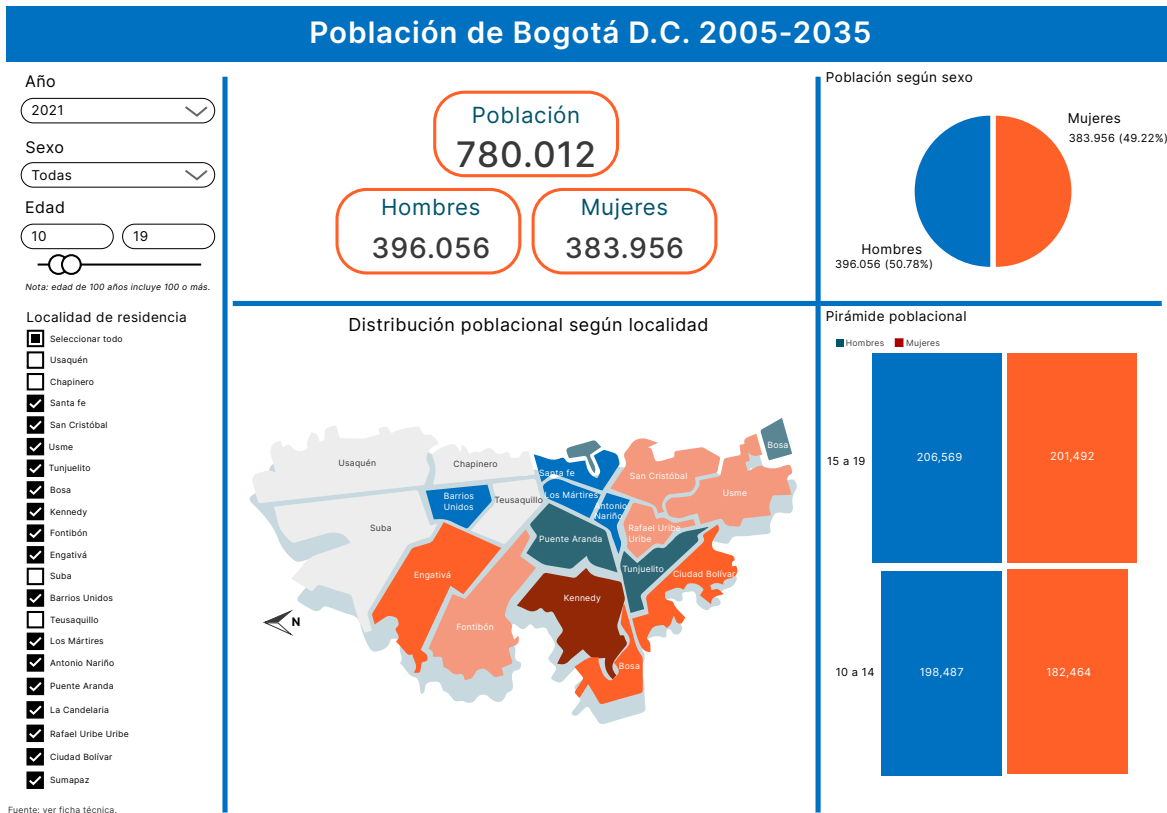 Población de Bogotá D.C. 2005-2035
Año
2021
Sexo
Todas
Edad
10
19
Nota: edad de 100 años incluye 100 o más.
Localidad de residencia
Seleccionar todo
Usaquén
Chapinero
Santa fe
San Cristóbal
Usme
Tunjuelito
Bosa
Kennedy
Fontibón
Engativá
Suba
Barrios Unidos
Teusaquillo
Los Mártires
Antonio Nariño
Puente Aranda
La Candelaria
Rafael Uribe Uribe
Ciudad Bolívar
Sumapaz
Fuente: ver ficha técnica.
Población
780.012
Hombres
396.056
Mujeres
383.956
Distribución poblacional según localidad
Usaquén
Chapinero
Santa fe
San Cristóbal
Bosa
Usme
Barrios
Unidos
Teusaquillo
Los Mártires
Antonio
Nariño
Suba
Puente Aranda
Rafael Uribe
Uribe
Engativá
Tunjuelito
Ciudad Bolívar
Kennedy
Fontibón
Bosa
N
Población según sexo
Mujeres
383.956 (49.22%)
Hombres
396.056 (50.78%)
Pirámide poblacional
Hombres
Mujeres
15 a 19
206,569
201,492
10 a 14
198,487
182,464